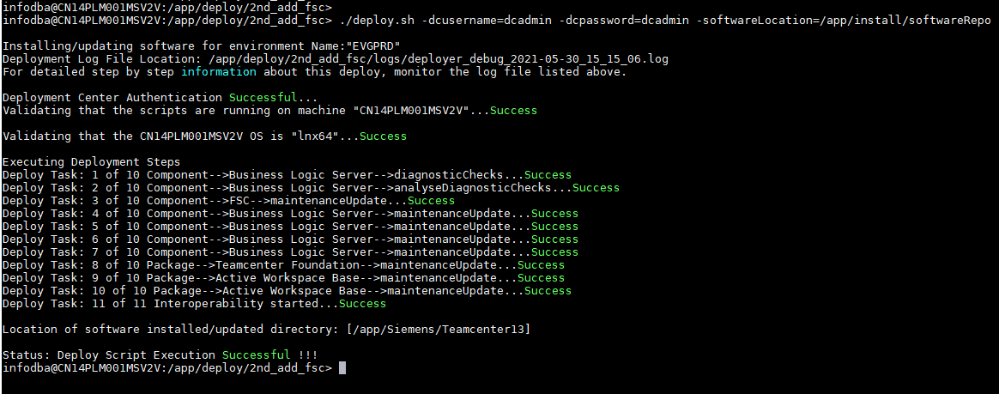 infodba@CN14PLM001MSV2V:/app/deploy/2nd_add_fsc>
infodba@CN14PLM001MSV2V:/app/deploy/2nd_add_fsc> ./deploy.sh -dcusername=dcadmin -dcpassword=dcadmin -softwareLocation=/app/install/softwareRepo
Installing/updating software for environment Name:"EVGPRD"
Deployment Log File Location: /app/deploy/2nd_add_fsc/logs/deployer_debug_2021-05-30_15_15_06.log
For detailed step by step information about this deploy, monitor the log file listed above.
Deployment Center Authentication Successful...
Validating that the scripts are running on machine "CN14PLM001MSV2V"...Success
Validating that the CN14PLM001MSV2V OS is "lnx64"...Success
Executing Deployment Steps
Deploy Task: 1 of 10 Component-->Business Logic Server-->diagnosticChecks...Success
Deploy Task: 2 of 10 Component-->Business Logic Server-->analyseDiagnosticChecks...Success
Deploy Task: 3 of 10 Component-->FSC-->maintenanceUpdate...Success
Deploy Task: 4 of 10 Component-->Business Logic Server-->maintenanceUpdate...Success
Deploy Task: 5 of 10 Component-->Business Logic Server-->maintenanceUpdate...Success
Deploy Task: 6 of 10 Component-->Business Logic Server-->maintenanceUpdate...Success
Deploy Task: 7 of 10 Component-->Business Logic Server-->maintenanceUpdate...Success
Deploy Task: 8 of 10 Package-->Teamcenter Foundation-->maintenanceUpdate...Success
Deploy Task: 9 of 10 Package-->Active Workspace Base-->maintenanceUpdate...Success
Deploy Task: 10 of 10 Package-->Active Workspace Base-->maintenanceUpdate...Success
Deploy Task: 11 of 11 Interoperability started...Success
Location of software installed/updated directory: [/app/Siemens/Teamcenter13]
Status: Deploy Script Execution Successful !!!
infodba@CN14PLM001MSV2V:/app/deploy/2nd_add_fsc>